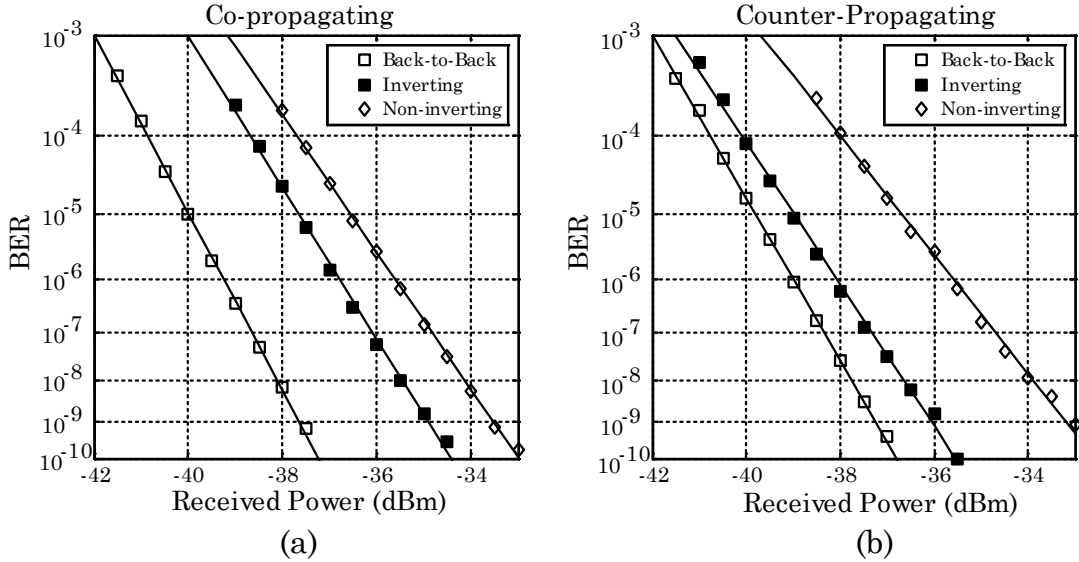 Co-propagating
BER
10-3
10-4
10-5
10-6
10-7
10-8
10-9
10-10
Back-to-Back
Inverting
Non-inverting
-42 -40 -38 -36 -34
Received Power (dBm)
(a)
Counter-Propagating
BER
10-3
10-4
10-5
10-6
10-7
10-8
10-9
10-10
Back-to-Back
Inverting
Non-inverting
-42 -40 -38 -36 -34
Received Power (dBm)
(b)